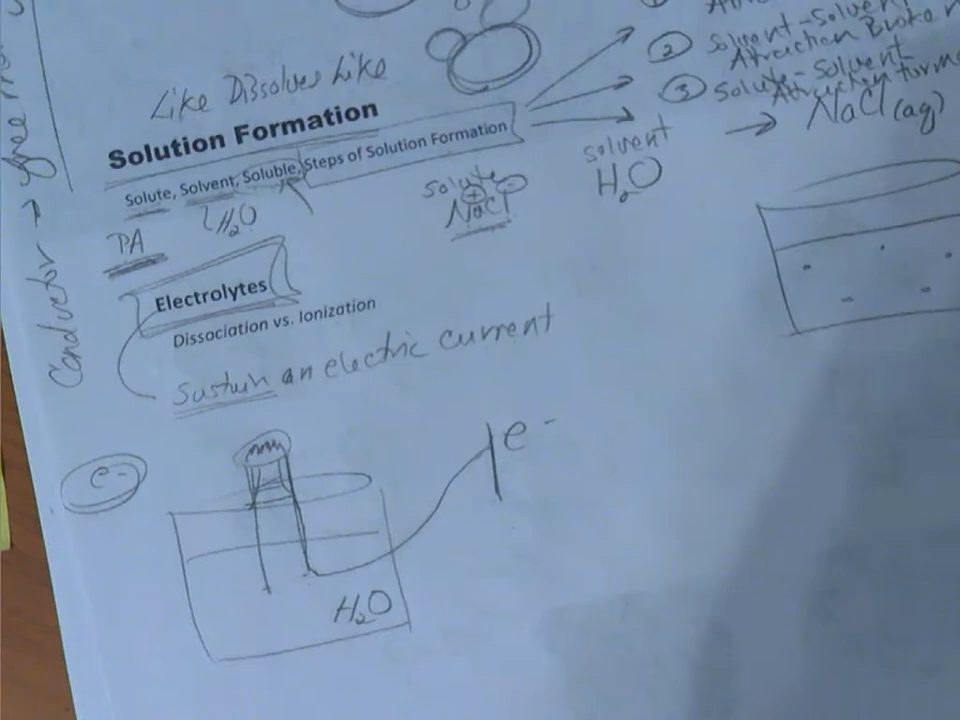 ②
Solvent-Solvent
Attraction Broken
③ Solute-Solvent
Attraction forme
Like Dissolves Like
Solution Formation
Solute, Solvent, Soluble, Steps of Solution Formation
solute
NaCl
+
-
solvent
H₂O
→ NaCl(aq)
PA
H₂O
Electrolytes
Dissociation vs. Ionization
Sustain an electric current
Conductor → free
e-
e-
H₂O